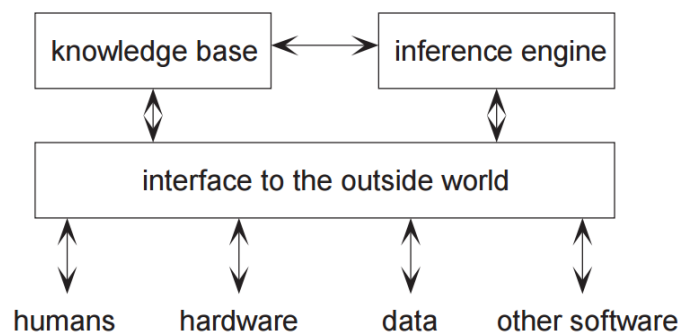 knowledge base
inference engine
interface to the outside world
humans
hardware
data
other software